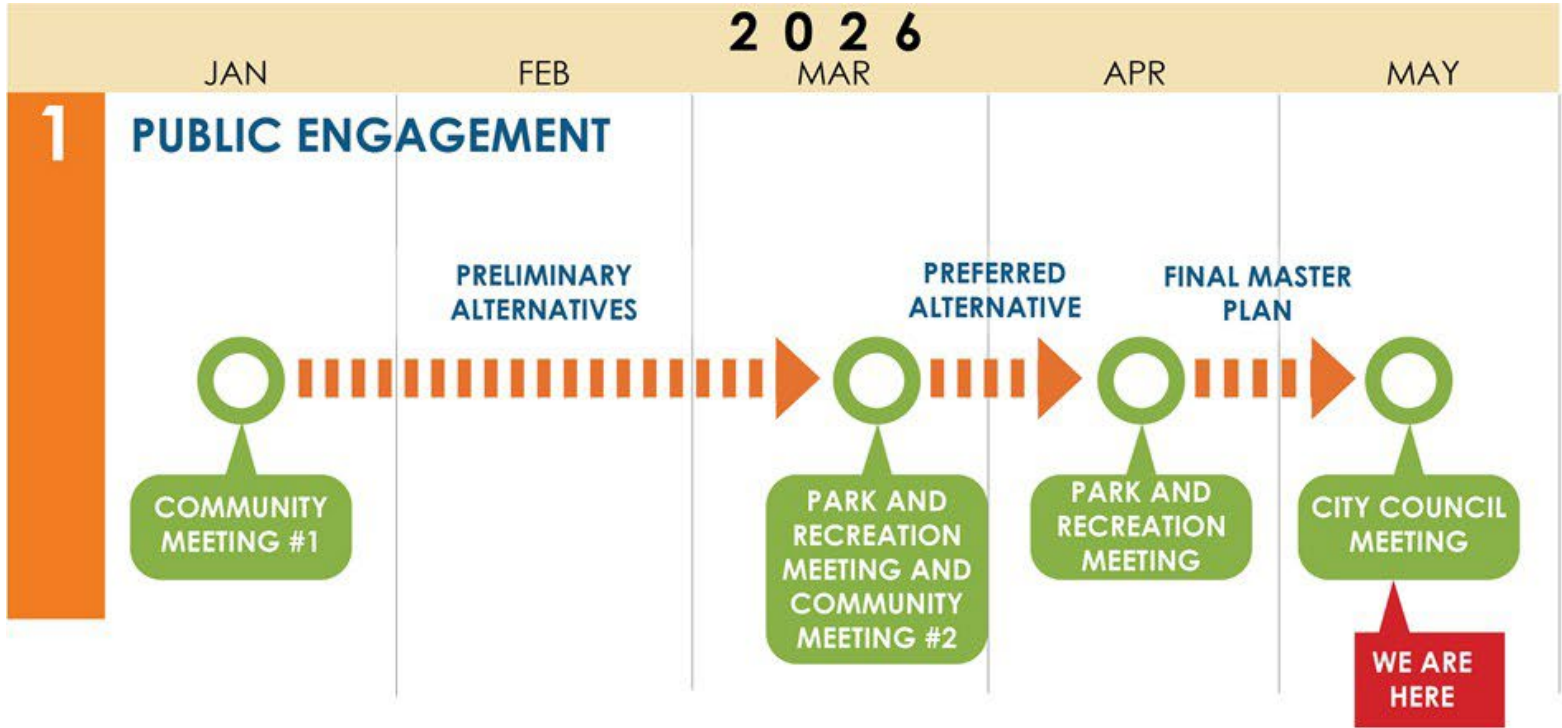 2 0 2 6
JAN FEB MAR APR MAY
1 PUBLIC ENGAGEMENT
PRELIMINARY
ALTERNATIVES
PREFERRED
ALTERNATIVE
FINAL MASTER
PLAN
COMMUNITY
MEETING #1
PARK AND
RECREATION
MEETING AND
COMMUNITY
MEETING #2
PARK AND
RECREATION
MEETING
CITY COUNCIL
MEETING
WE ARE
HERE